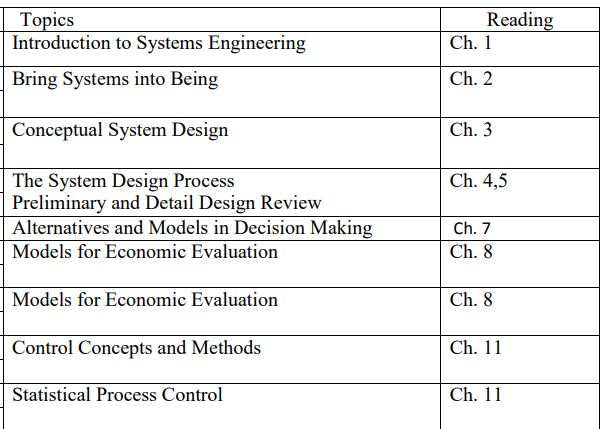 Topics Reading
Introduction to Systems Engineering Ch. 1
Bring Systems into Being Ch. 2
Conceptual System Design Ch. 3
The System Design Process Ch. 4,5
Preliminary and Detail Design Review
Alternatives and Models in Decision Making Ch. 7
Models for Economic Evaluation Ch. 8
Models for Economic Evaluation Ch. 8
Control Concepts and Methods Ch. 11
Statistical Process Control Ch. 11